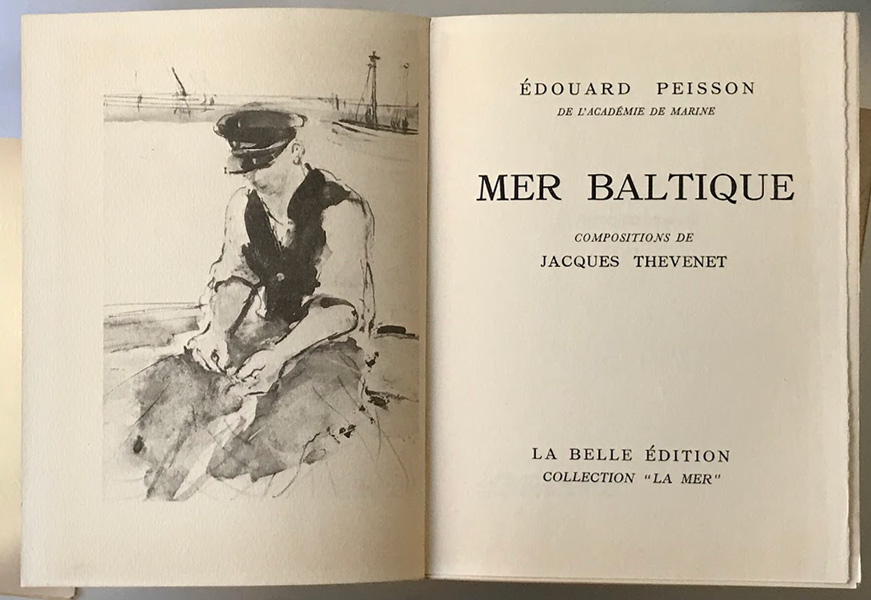 ÉDOUARD PEISSON
DE L'ACADÉMIE DE MARINE
MER BALTIQUE
COMPOSITIONS DE
JACQUES THEVENET
LA BELLE ÉDITION
COLLECTION "LA MER"